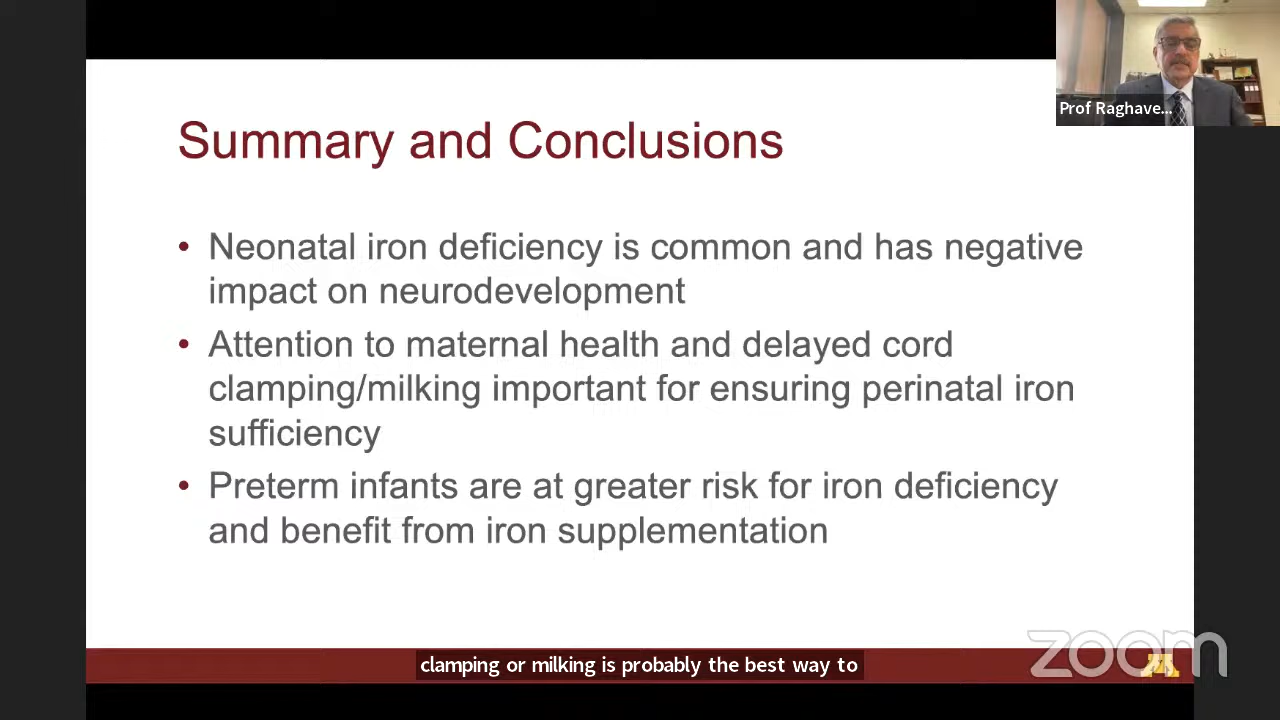 Prof Raghave...
Summary and Conclusions
• Neonatal iron deficiency is common and has negative
impact on neurodevelopment
• Attention to maternal health and delayed cord
clamping/milking important for ensuring perinatal iron
sufficiency
• Preterm infants are at greater risk for iron deficiency
and benefit from iron supplementation
clamping or milking is probably the best way to
zoom
M